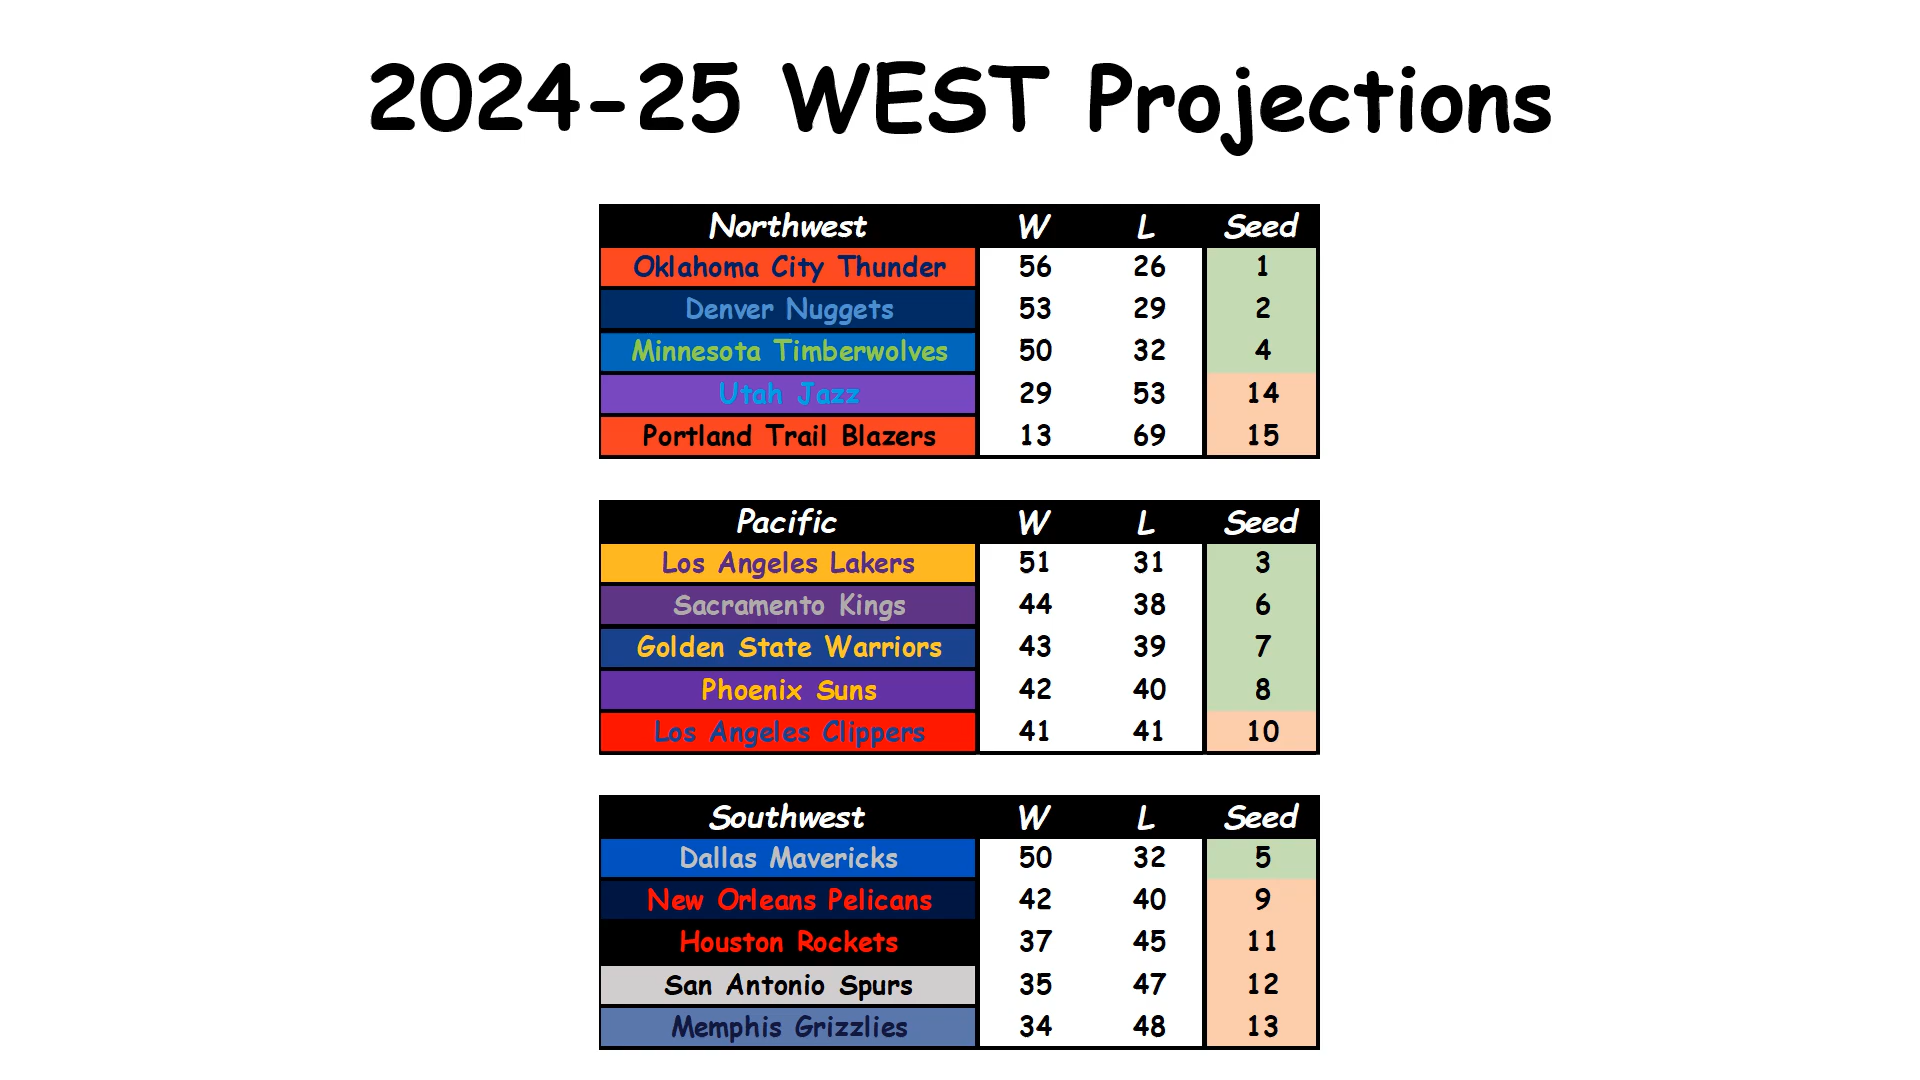 2024-25 WEST Projections
Northwest W L Seed
Oklahoma City Thunder 56 26 1
Denver Nuggets 53 29 2
Minnesota Timberwolves 50 32 4
Utah Jazz 29 53 14
Portland Trail Blazers 13 69 15
Pacific W L Seed
Los Angeles Lakers 51 31 3
Sacramento Kings 44 38 6
Golden State Warriors 43 39 7
Phoenix Suns 42 40 8
Los Angeles Clippers 41 41 10
Southwest W L Seed
Dallas Mavericks 50 32 5
New Orleans Pelicans 42 40 9
Houston Rockets 37 45 11
San Antonio Spurs 35 47 12
Memphis Grizzlies 34 48 13